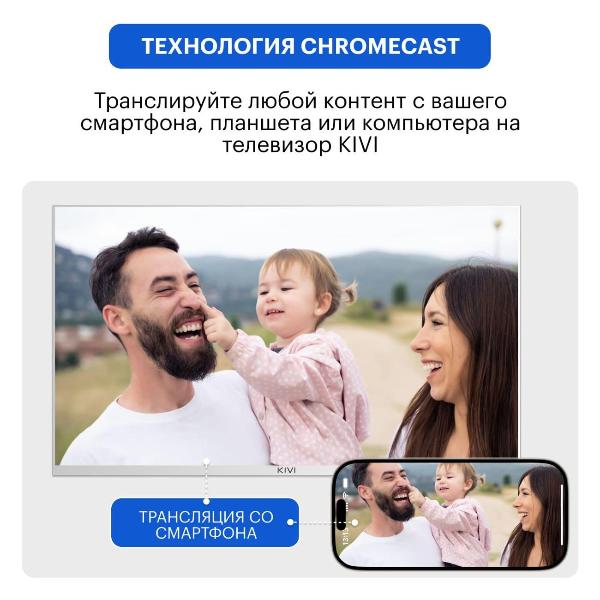 ТЕХНОЛОГИЯ CHROMECAST
Транслируйте любой контент с вашего
смартфона, планшета или компьютера на
телевизор KIVI
KIVI
ТРАНСЛЯЦИЯ СО
СМАРТФОНА